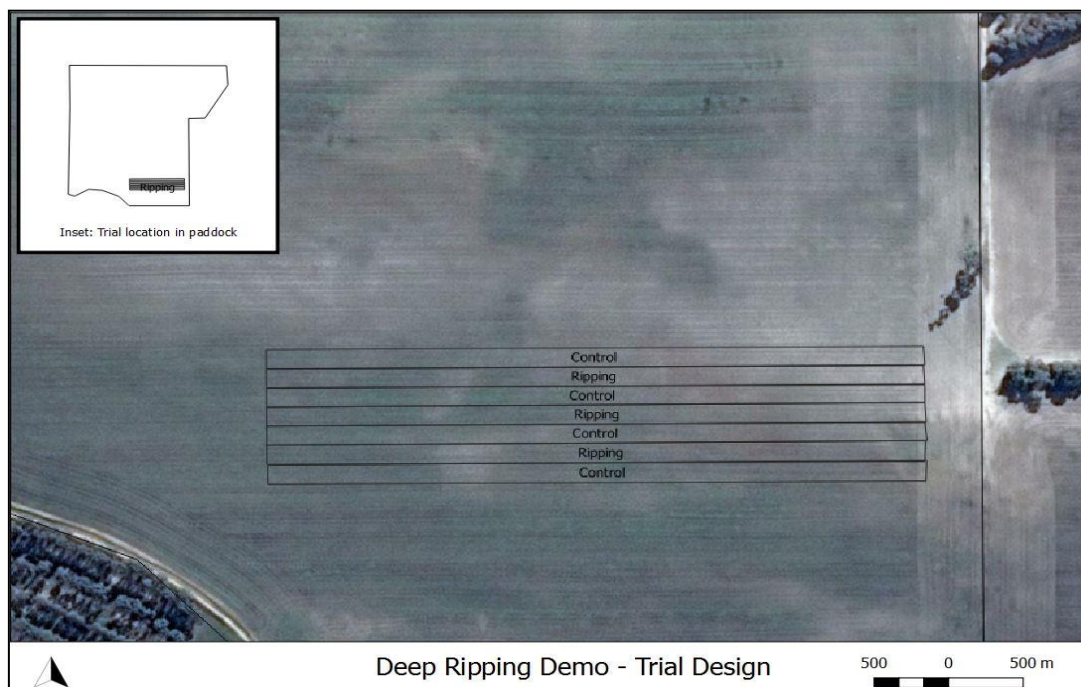 Ripping
Inset: Trial location in paddock
Control
Ripping
Control
Ripping
Control
Ripping
Control
Deep Ripping Demo - Trial Design
500 0 500 m